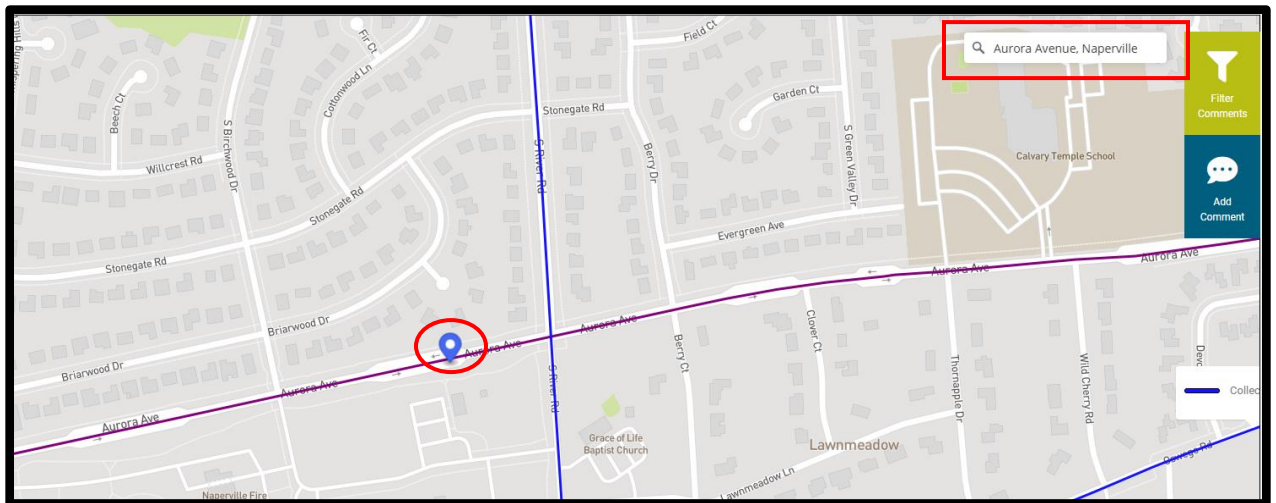 Aurora Avenue, Naperville
Filter
Comments
Add
Comment
Fir Ct
Field Ct
Cottonwood Ln
Beech Ct
Garden Ct
Stonegate Rd
S River Rd
S Birchwood Dr
Willcrest Rd
Berry Dr
S Green Valley Dr
Calvary Temple School
Stonegate Rd
Evergreen Ave
Stonegate Rd
Aurora Ave
Aurora Ave
Briarwood Dr
Aurora Ave
Clover Ct
Aurora Ave
Berry Ct
Briarwood Dr
S River Rd
Thornapple Dr
Wild Cherry Rd
Aurora Ave
Collec
Aurora Ave
Grace of Life
Baptist Church
Lawnmeadow
Oswego Rd
Lawnmeadow Ln
Naperville Fire